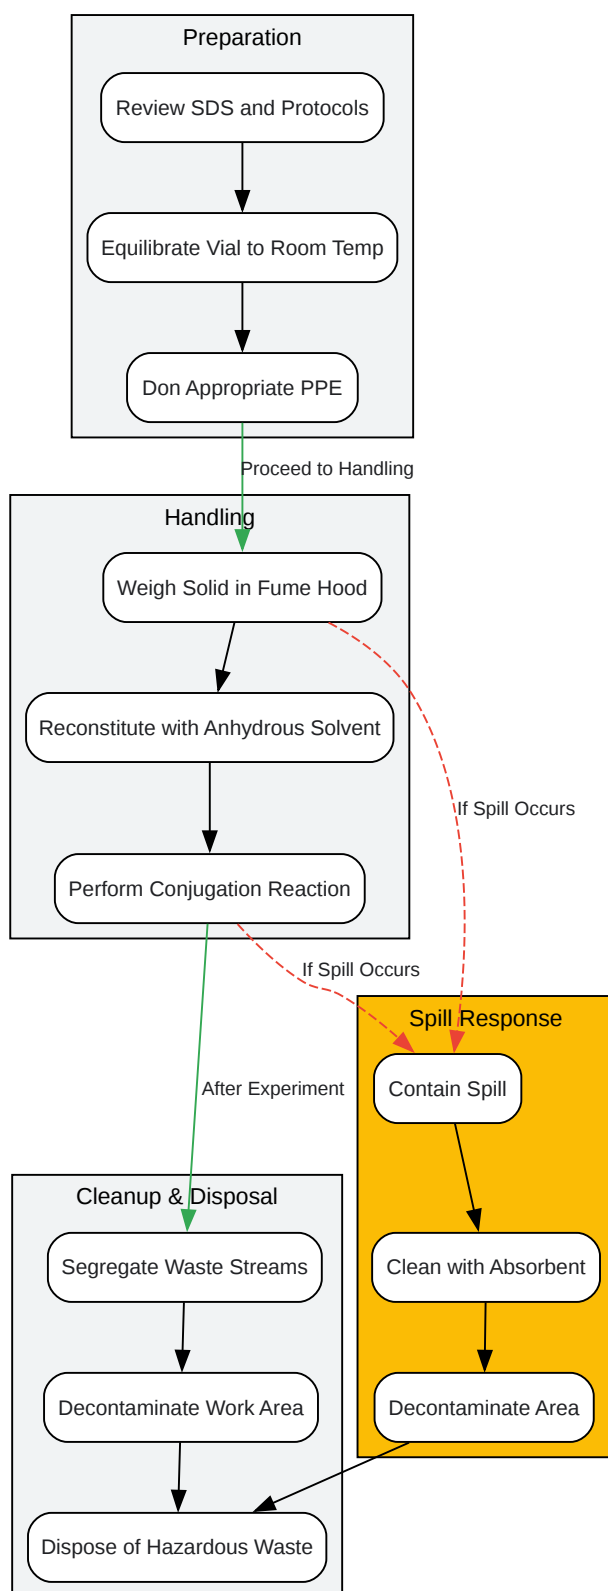 Preparation
Review SDS and Protocols
Equilibrate Vial to Room Temp
Don Appropriate PPE
Proceed to Handling
Handling
Weigh Solid in Fume Hood
Reconstitute with Anhydrous Solvent
If Spill Occurs
Perform Conjugation Reaction
If Spill Occurs
Spill Response
Contain Spill
After Experiment
Cleanup & Disposal
Segregate Waste Streams
Clean with Absorbent
Decontaminate Work Area
Decontaminate Area
Dispose of Hazardous Waste